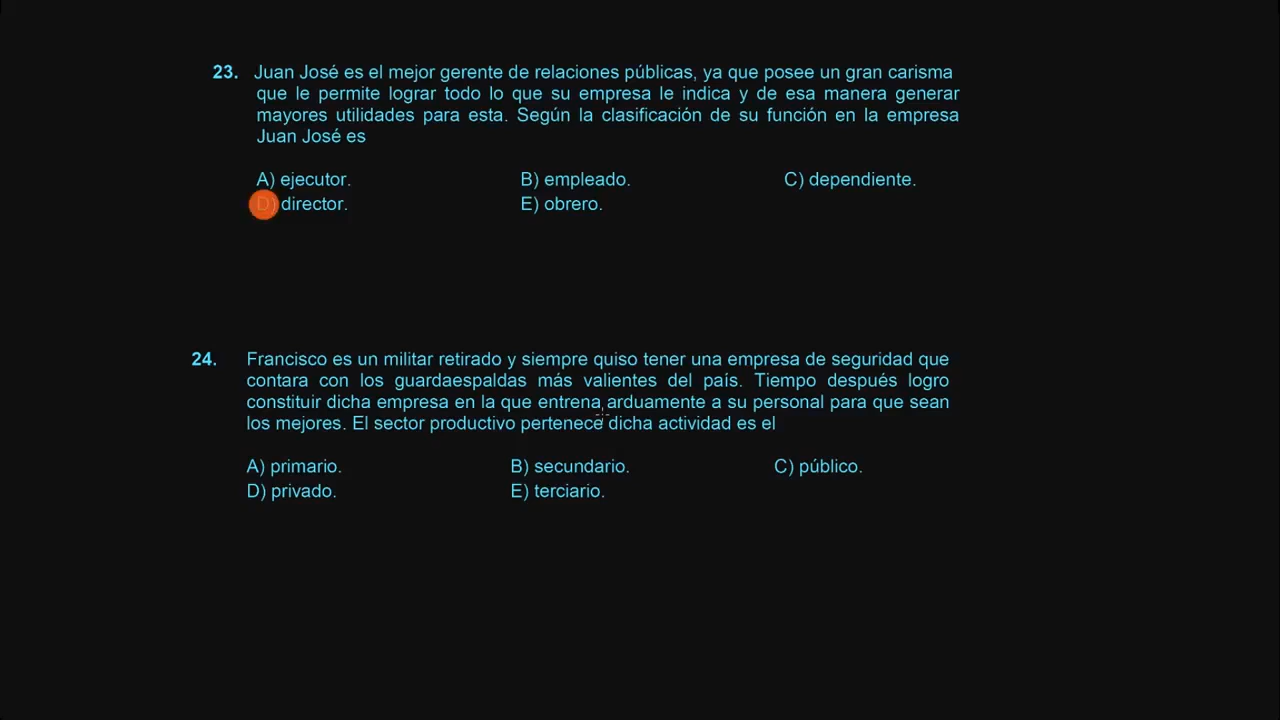 23. Juan José es el mejor gerente de relaciones públicas, ya que posee un gran carisma
que le permite lograr todo lo que su empresa le indica y de esa manera generar
mayores utilidades para esta. Según la clasificación de su función en la empresa
Juan José es
A) ejecutor. B) empleado. C) dependiente.
D) director. E) obrero.
24. Francisco es un militar retirado y siempre quiso tener una empresa de seguridad que
contara con los guardaespaldas más valientes del país. Tiempo después logro
constituir dicha empresa en la que entrena arduamente a su personal para que sean
los mejores. El sector productivo pertenece dicha actividad es el
A) primario. B) secundario. C) público.
D) privado. E) terciario.